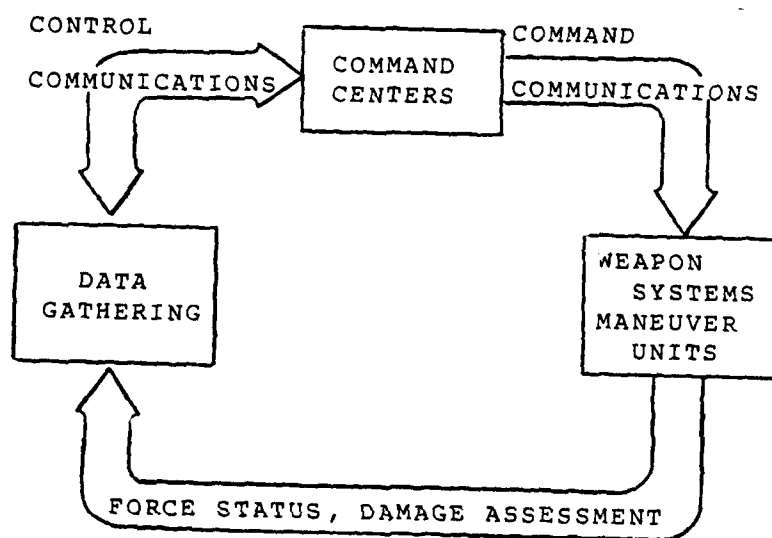 CONTROL
COMMUNICATIONS
COMMAND
CENTERS
COMMAND
COMMUNICATIONS
DATA
GATHERING
WEAPON
SYSTEMS
MANEUVER
UNITS
FORCE STATUS, DAMAGE ASSESSMENT